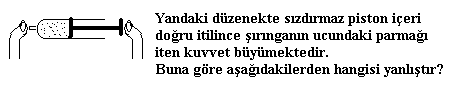 Yandaki düzenekte sızdırmaz piston içeri
doğru itilince şırınganın ucundaki parmağı
iten kuvvet büyümektedir.
Buna göre aşağıdakilerden hangisi yanlıştır?